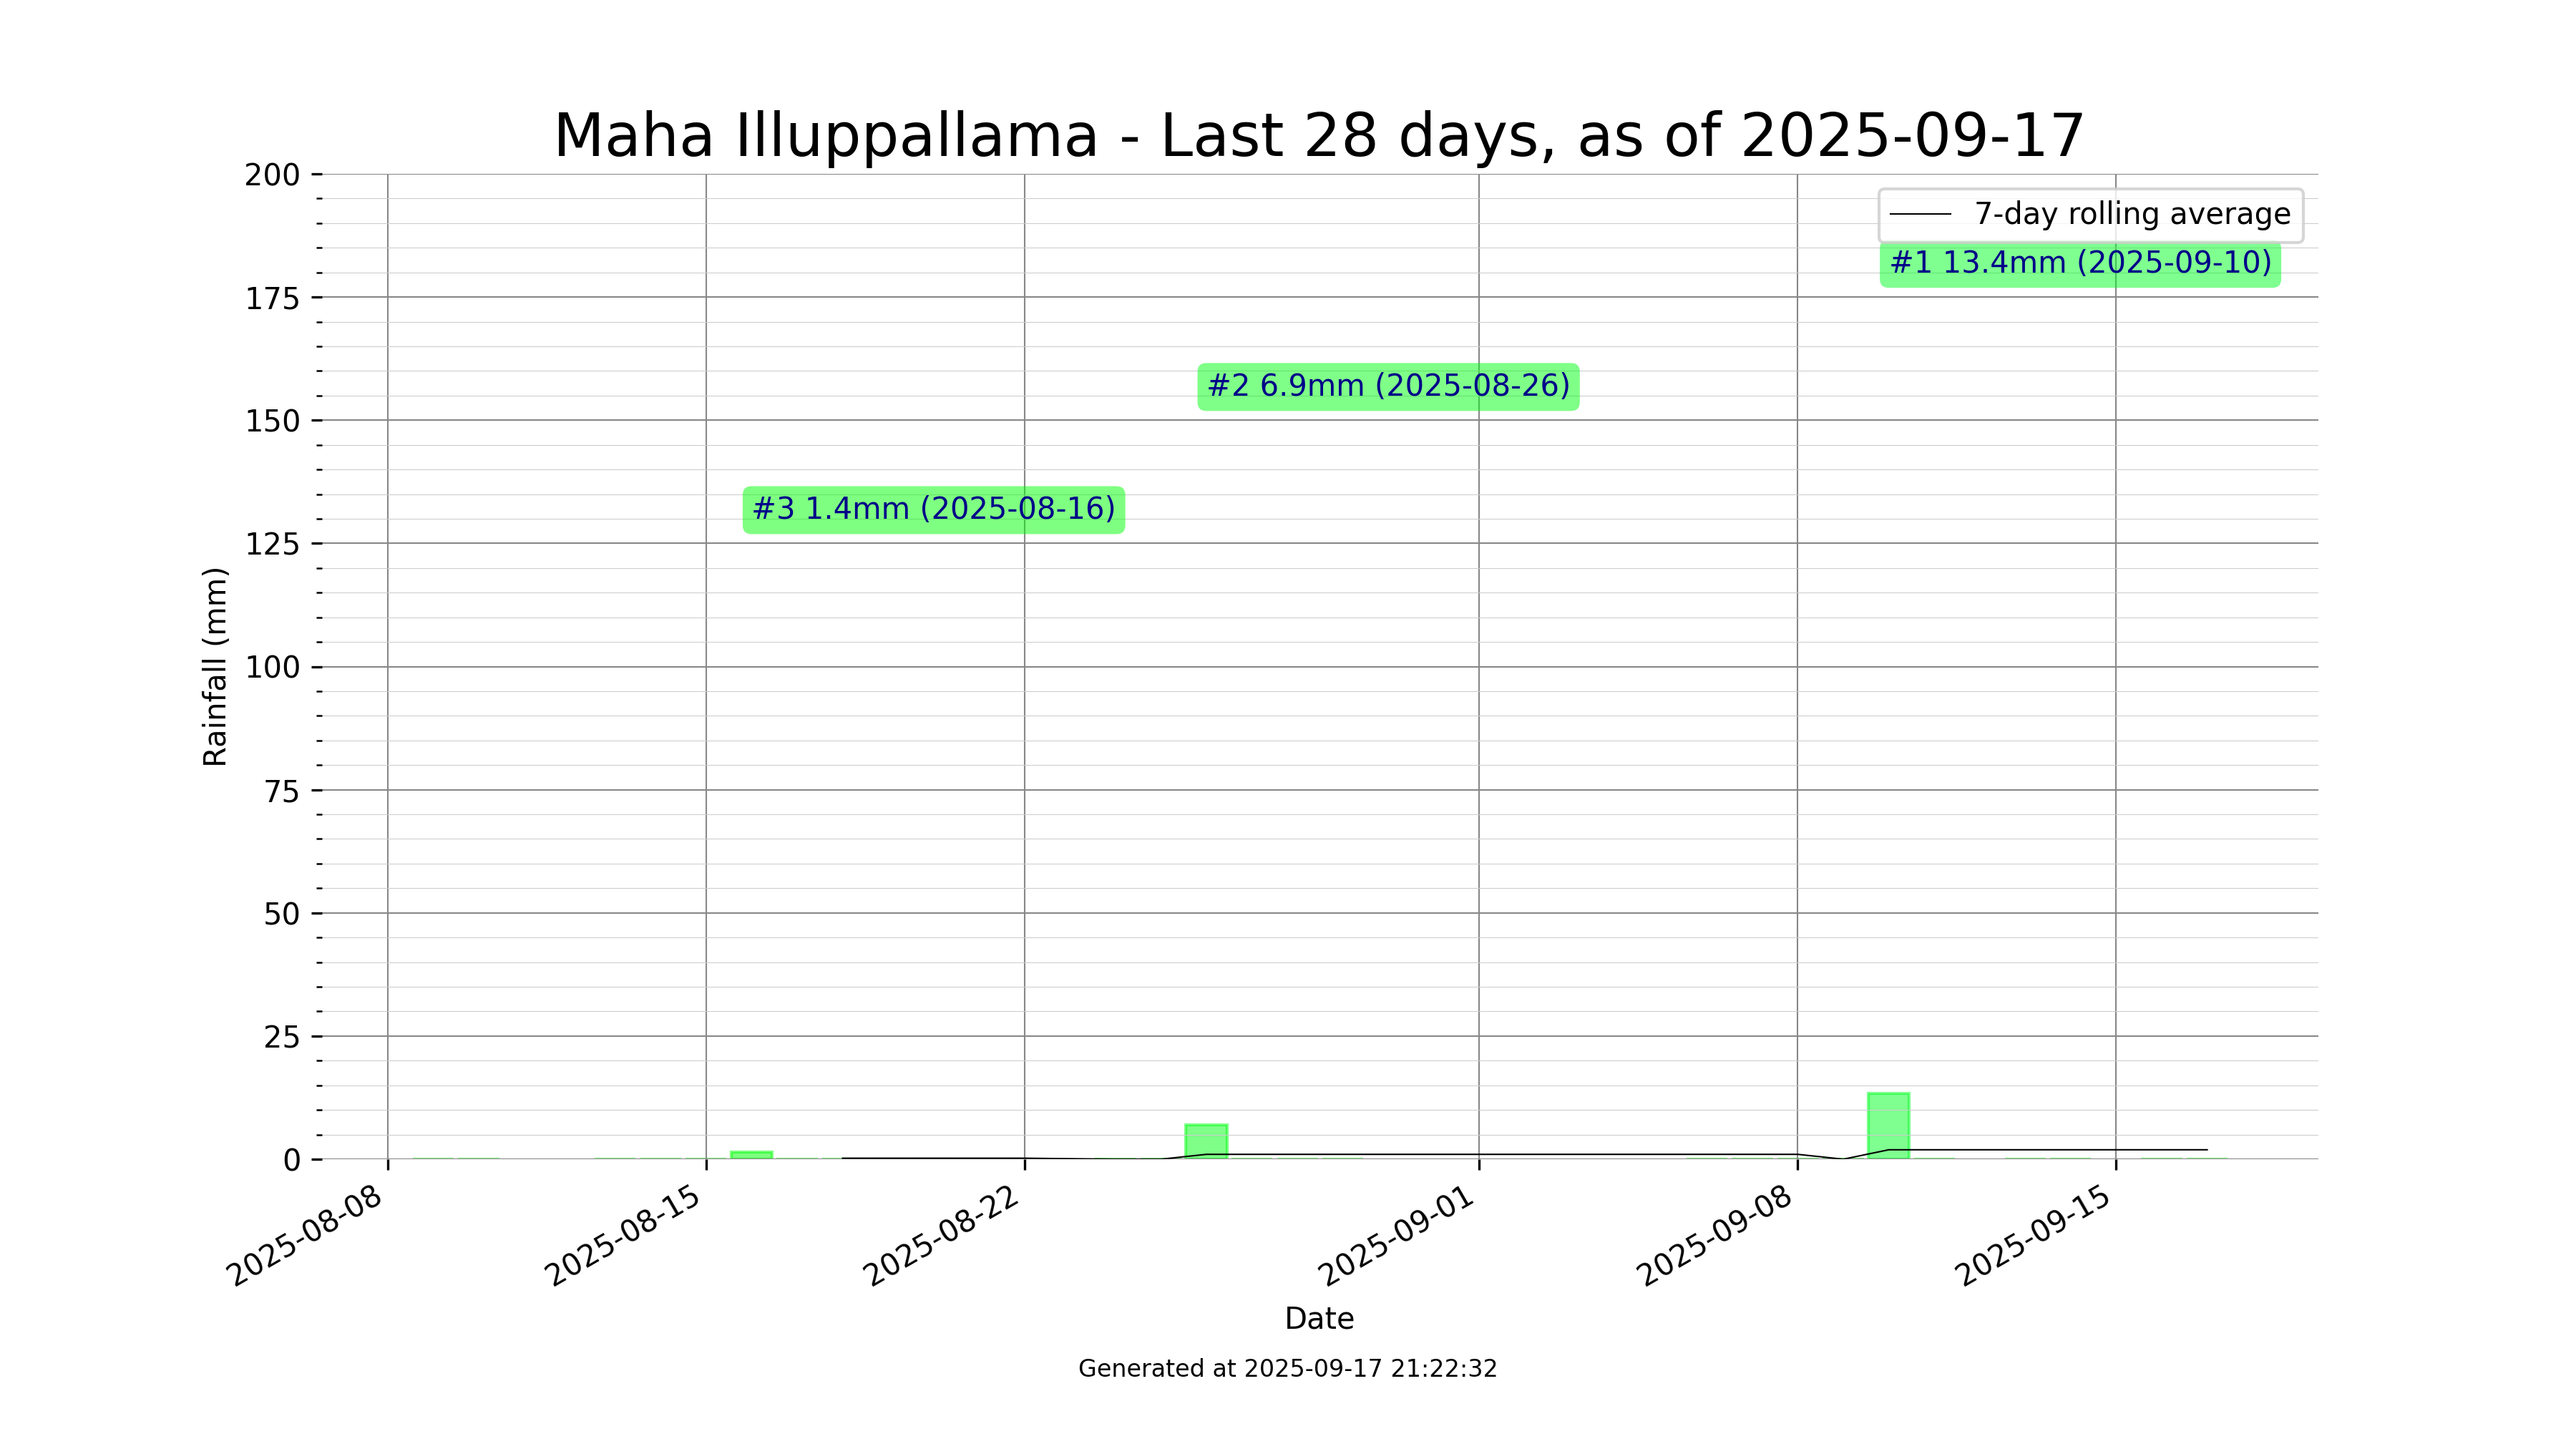 Maha Illuppallama - Last 28 days, as of 2025-09-17
200
175
150
125
100
75
50
25
0
Rainfall (mm)
7-day rolling average
#1 13.4mm (2025-09-10)
#2 6.9mm (2025-08-26)
#3 1.4mm (2025-08-16)
2025-08-08
2025-08-15
2025-08-22
2025-09-01
2025-09-08
2025-09-15
Date
Generated at 2025-09-17 21:22:32